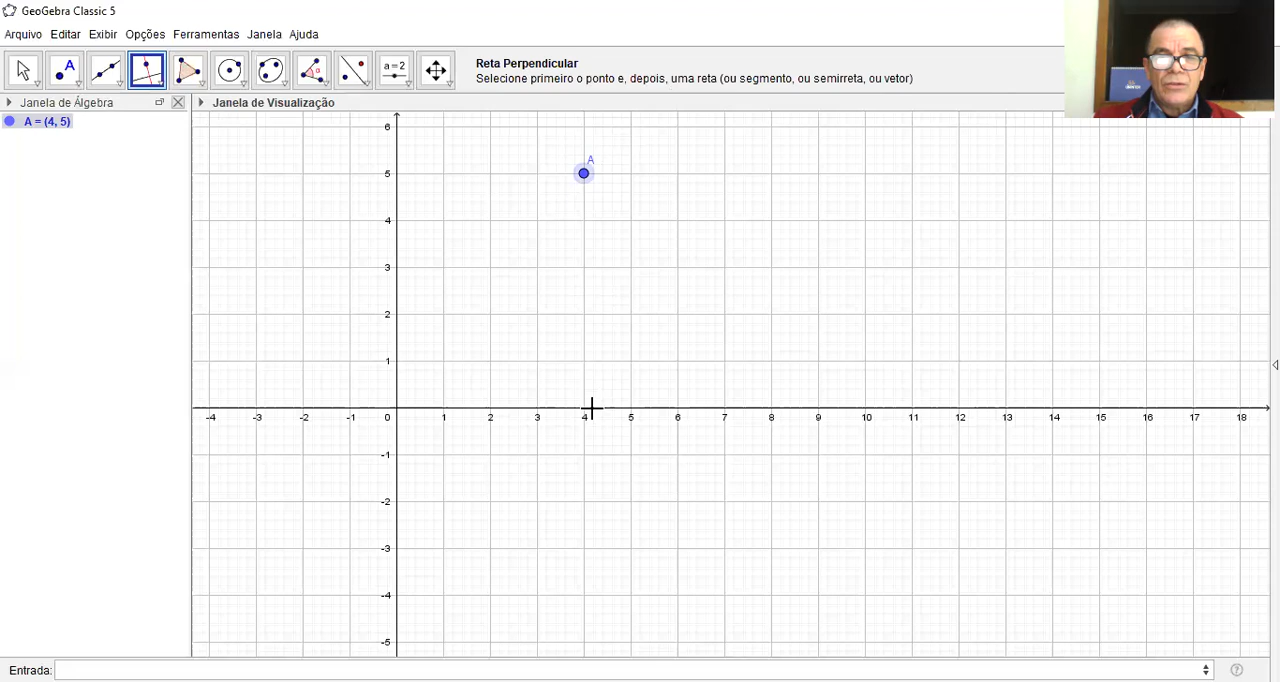 GeoGebra Classic 5
Arquivo Editar Exibir Opções Ferramentas Janela Ajuda
A
α
a = 2
Reta Perpendicular
Selecione primeiro o ponto e, depois, uma reta (ou segmento, ou semirreta, ou vetor)
Janela de Álgebra
Janela de Visualização
A = (4, 5)
A
6
5
4
3
2
1
-4 -3 -2 -1 0 1 2 3 4 5 6 7 8 9 10 11 12 13 14 15 16 17 18
-1
-2
-3
-4
-5
Entrada:
?